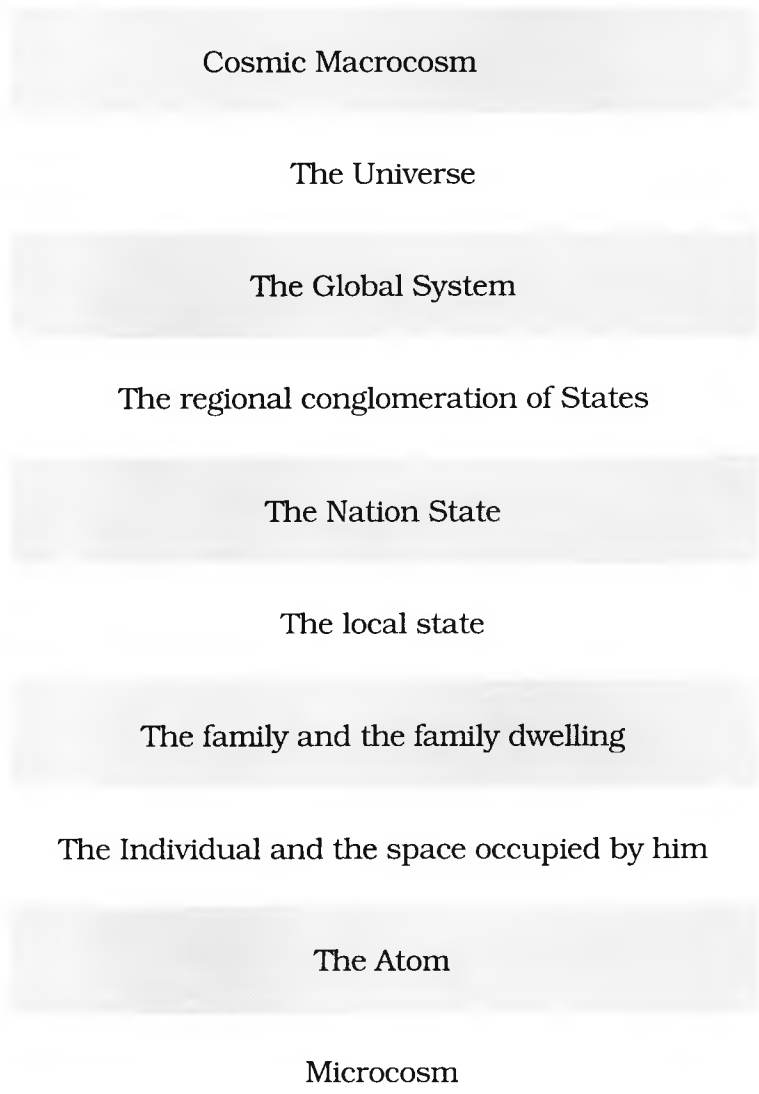 Cosmic Macrocosm
The Universe
The Global System
The regional conglomeration of States
The Nation State
The local state
The family and the family dwelling
The Individual and the space occupied by him
The Atom
Microcosm